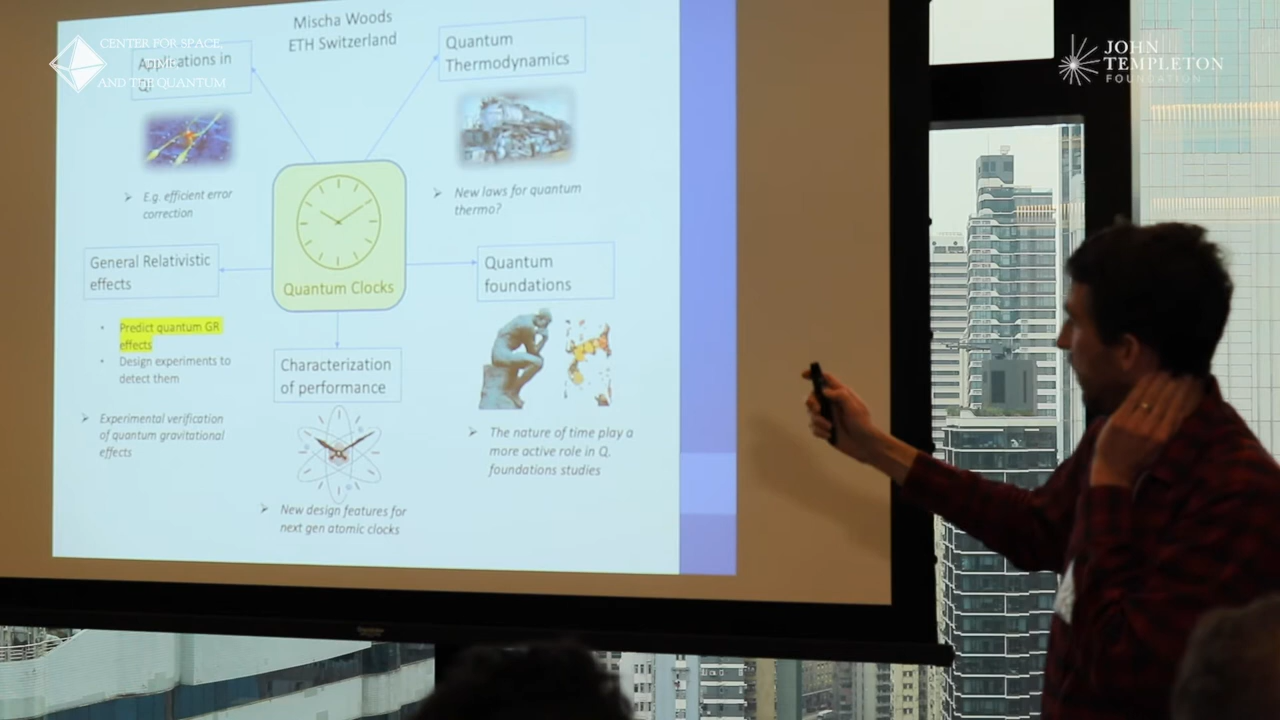 CENTER FOR SPACE,
TIME
AND THE QUANTUM
JOHN
TEMPLETON
FOUNDATION
Mischa Woods
ETH Switzerland
Applications in
Quantum
Thermodynamics
➢ E.g. efficient error
correction
➢ New laws for quantum
thermo?
General Relativistic
effects
Quantum Clocks
Quantum
foundations
• Predict quantum GR
effects
• Design experiments to
detect them
➢ Experimental verification
of quantum gravitational
effects
Characterization
of performance
➢ New design features for
next gen atomic clocks
➢ The nature of time play a
more active role in Q.
foundations studies